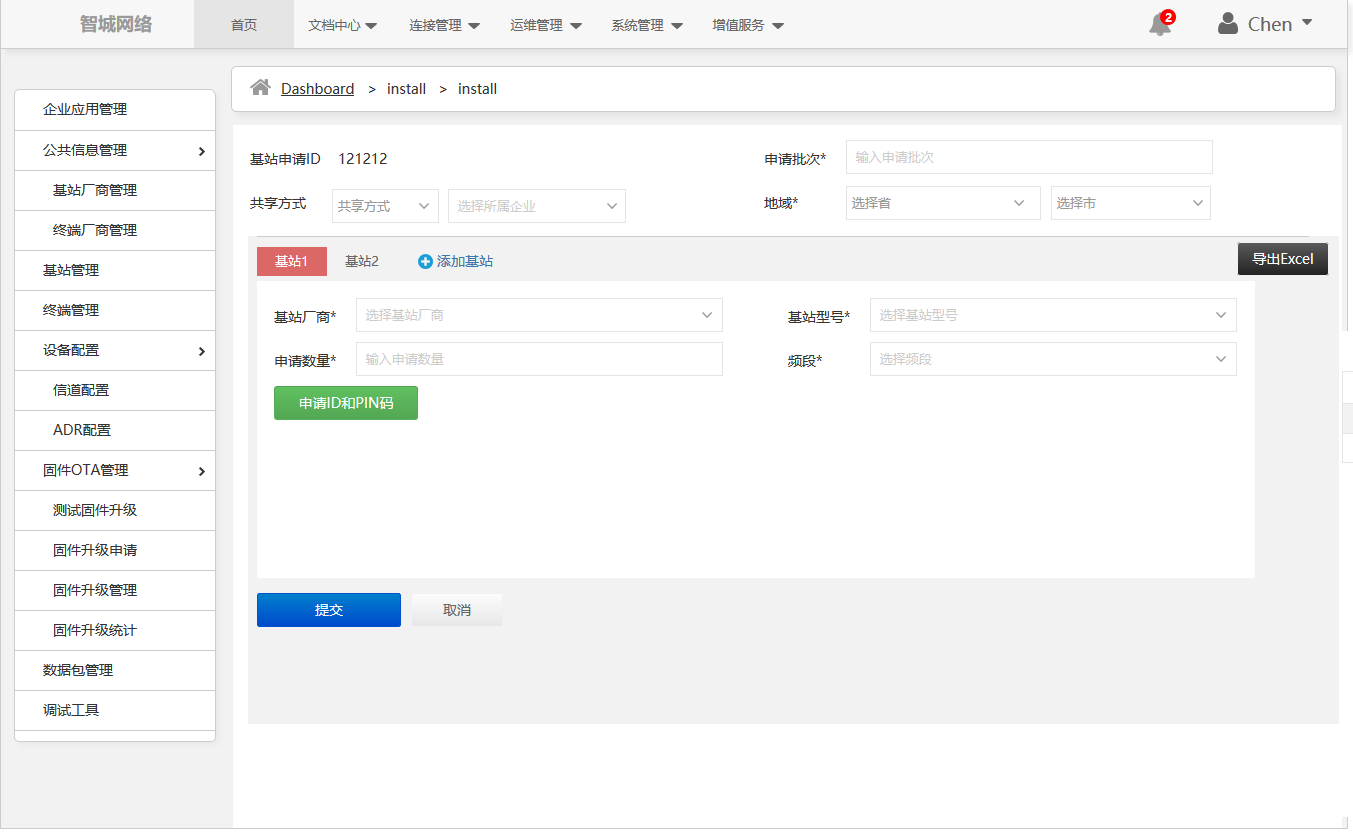 智城网络 首页 文档中心 连接管理 运维管理 系统管理 增值服务 2 Chen
Dashboard > install > install
企业应用管理
公共信息管理
基站厂商管理
终端厂商管理
基站管理
终端管理
设备配置
信道配置
ADR配置
固件OTA管理
测试固件升级
固件升级申请
固件升级管理
固件升级统计
数据包管理
调试工具
基站申请ID 121212 申请批次* 输入申请批次
共享方式 共享方式 选择所属企业 地域* 选择省 选择市
基站1 基站2 添加基站 导出Excel
基站厂商* 选择基站厂商 基站型号* 选择基站型号
申请数量* 输入申请数量 频段* 选择频段
申请ID和PIN码
提交 取消